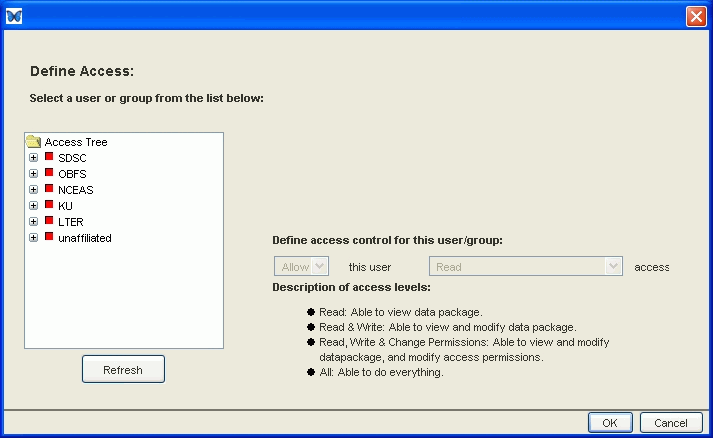 Define Access:
Select a user or group from the list below:
Access Tree
SDSC
OBFS
NCEAS
KU
LTER
unaffiliated
Refresh
Define access control for this user/group:
Allow this user Read access
Description of access levels:
Read: Able to view data package.
Read & Write: Able to view and modify data package.
Read, Write & Change Permissions: Able to view and modify
datapackage, and modify access permissions.
All: Able to do everything.
OK Cancel